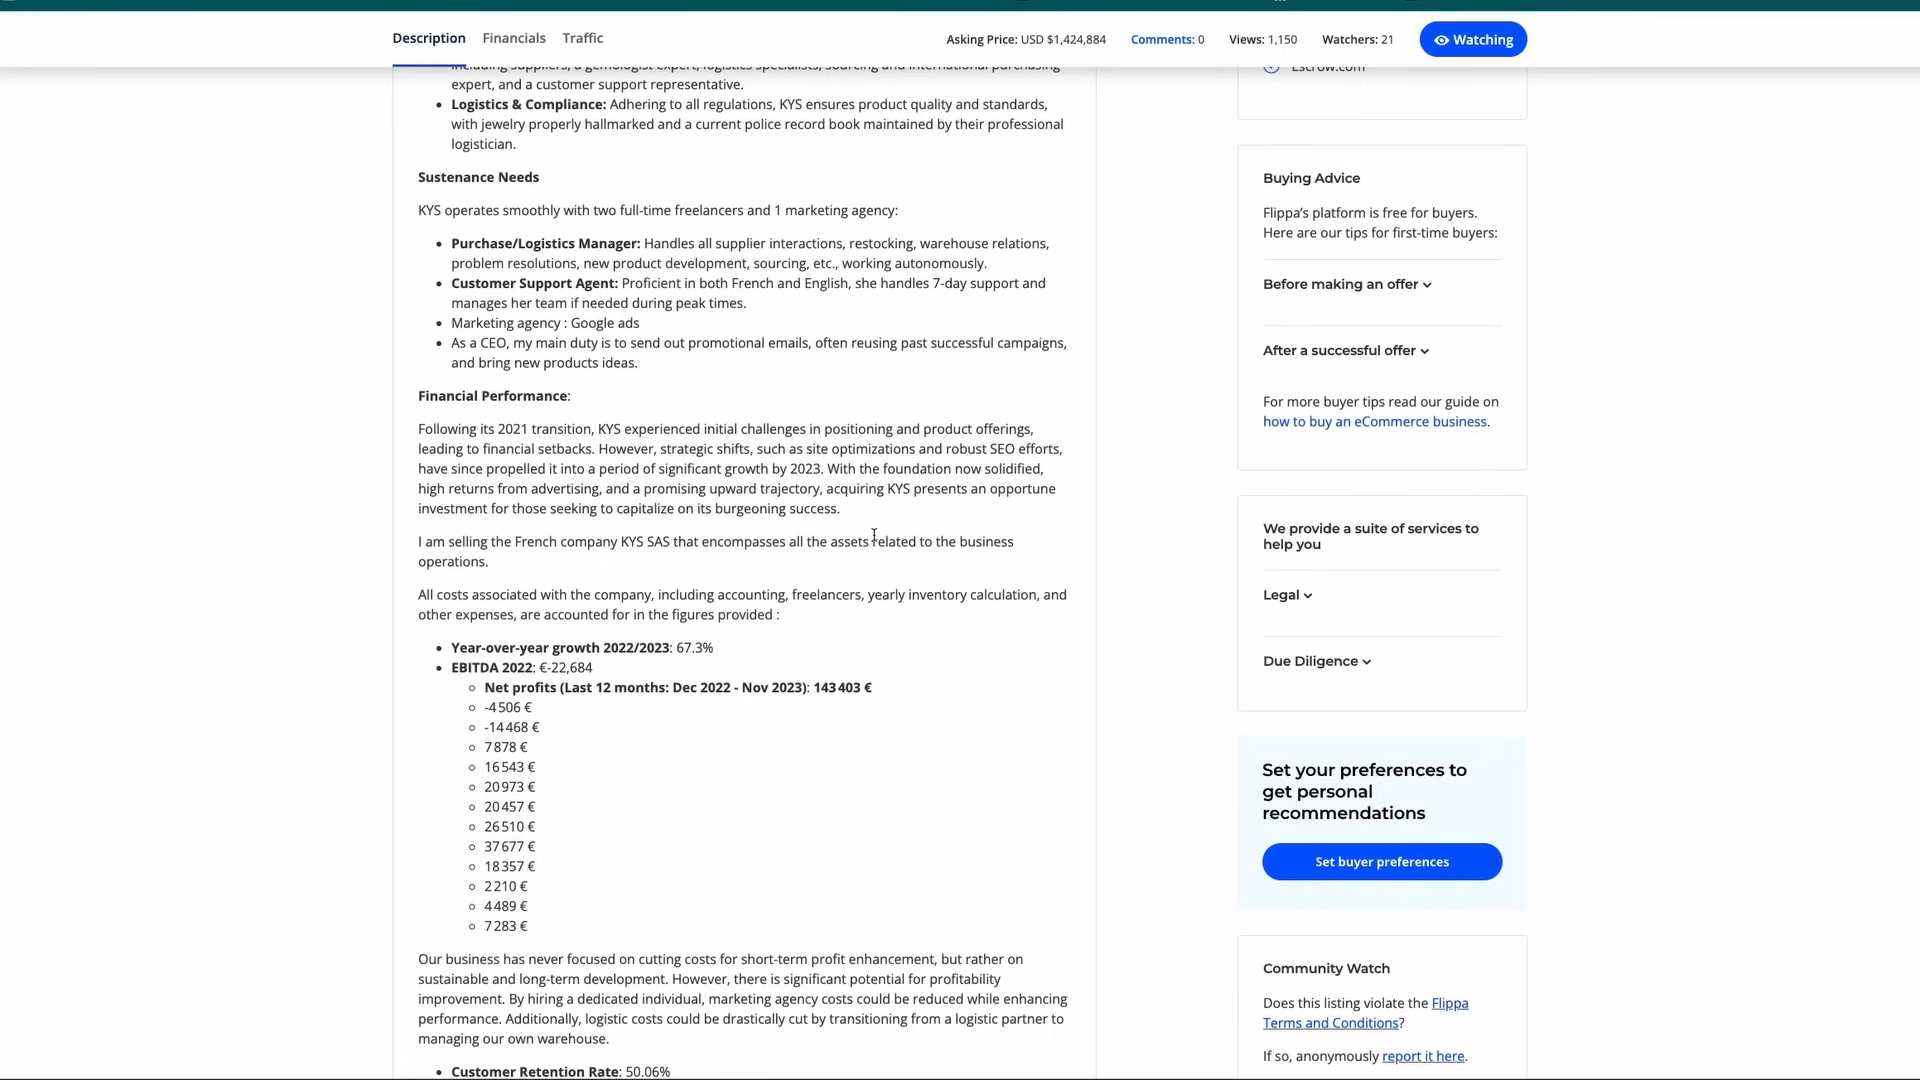 Description
Financials
Traffic
Asking Price: USD $1,424,884
Comments: 0
Views: 1,150
Watchers: 21
Watching
including suppliers, a gemologist expert, logistics specialists, sourcing and international purchasing
expert, and a customer support representative.
• Logistics & Compliance: Adhering to all regulations, KYS ensures product quality and standards,
with jewelry properly hallmarked and a current police record book maintained by their professional
logistician.
Sustenance Needs
KYS operates smoothly with two full-time freelancers and 1 marketing agency:
• Purchase/Logistics Manager: Handles all supplier interactions, restocking, warehouse relations,
problem resolutions, new product development, sourcing, etc., working autonomously.
• Customer Support Agent: Proficient in both French and English, she handles 7-day support and
manages her team if needed during peak times.
• Marketing agency : Google ads
• As a CEO, my main duty is to send out promotional emails, often reusing past successful campaigns,
and bring new products ideas.
Financial Performance:
Following its 2021 transition, KYS experienced initial challenges in positioning and product offerings,
leading to financial setbacks. However, strategic shifts, such as site optimizations and robust SEO efforts,
have since propelled it into a period of significant growth by 2023. With the foundation now solidified,
high returns from advertising, and a promising upward trajectory, acquiring KYS presents an opportune
investment for those seeking to capitalize on its burgeoning success.
I am selling the French company KYS SAS that encompasses all the assets related to the business
operations.
All costs associated with the company, including accounting, freelancers, yearly inventory calculation, and
other expenses, are accounted for in the figures provided :
• Year-over-year growth 2022/2023: 67.3%
• EBITDA 2022: €-22,684
Net profits (Last 12 months: Dec 2022 - Nov 2023): 143 403 €
-4 506 €
-14 468 €
7 878 €
16 543 €
20 973 €
20 457 €
26 510 €
37 677 €
18 357 €
2 210 €
4 489 €
7 283 €
Our business has never focused on cutting costs for short-term profit enhancement, but rather on
sustainable and long-term development. However, there is significant potential for profitability
improvement. By hiring a dedicated individual, marketing agency costs could be reduced while enhancing
performance. Additionally, logistic costs could be drastically cut by transitioning from a logistic partner to
managing our own warehouse.
• Customer Retention Rate: 50.06%
Escrow.com
Buying Advice
Flippa’s platform is free for buyers.
Here are our tips for first-time buyers:
Before making an offer
After a successful offer
For more buyer tips read our guide on
how to buy an eCommerce business.
We provide a suite of services to
help you
Legal
Due Diligence
Set your preferences to
get personal
recommendations
Set buyer preferences
Community Watch
Does this listing violate the Flippa
Terms and Conditions?
If so, anonymously report it here.